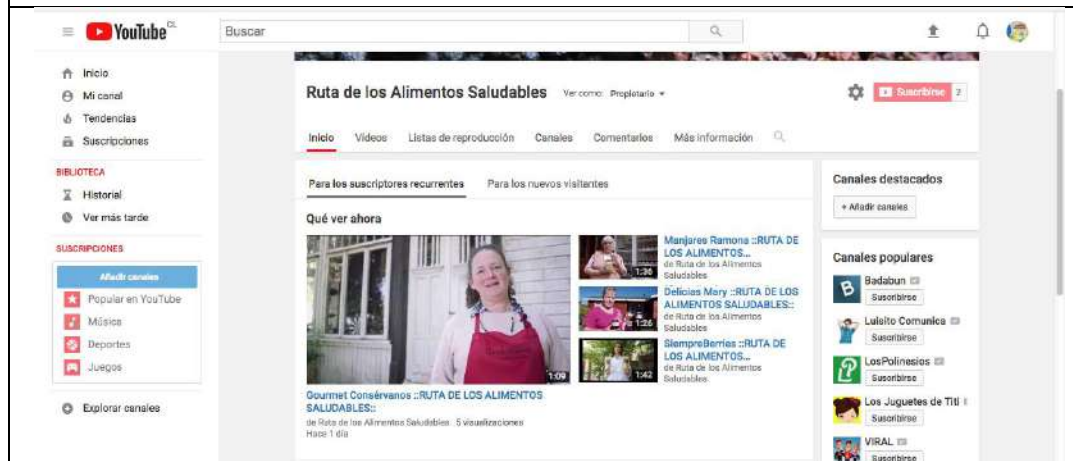 YouTube CL
Buscar
Inicio
Mi canal
Tendencias
Suscripciones
BIBLIOTECA
Historial
Ver más tarde
SUSCRIPCIONES
Añadir canales
Popular en YouTube
Música
Deportes
Juegos
Explorar canales
Ruta de los Alimentos Saludables Ver como: Propietario
Suscribirse 2
Inicio Vídeos Listas de reproducción Canales Comentarios Más información
Para los suscriptores recurrentes Para los nuevos visitantes
Qué ver ahora
1:09
Gourmet Consérvanos ::RUTA DE LOS ALIMENTOS
SALUDABLES::
de Ruta de los Alimentos Saludables 5 visualizaciones
Hace 1 día
1:36
Manjares Ramona ::RUTA DE
LOS ALIMENTOS...
de Ruta de los Alimentos
Saludables
1:26
Delicias Mary ::RUTA DE LOS
ALIMENTOS SALUDABLES::
de Ruta de los Alimentos
Saludables
1:42
SiempreBerries ::RUTA DE
LOS ALIMENTOS...
de Ruta de los Alimentos
Saludables
Canales destacados
+ Añadir canales
Canales populares
Badabun
Suscribirse
Luisito Comunica
Suscribirse
LosPolinesios
Suscribirse
Los Juguetes de Titi
Suscribirse
VIRAL
Suscribirse